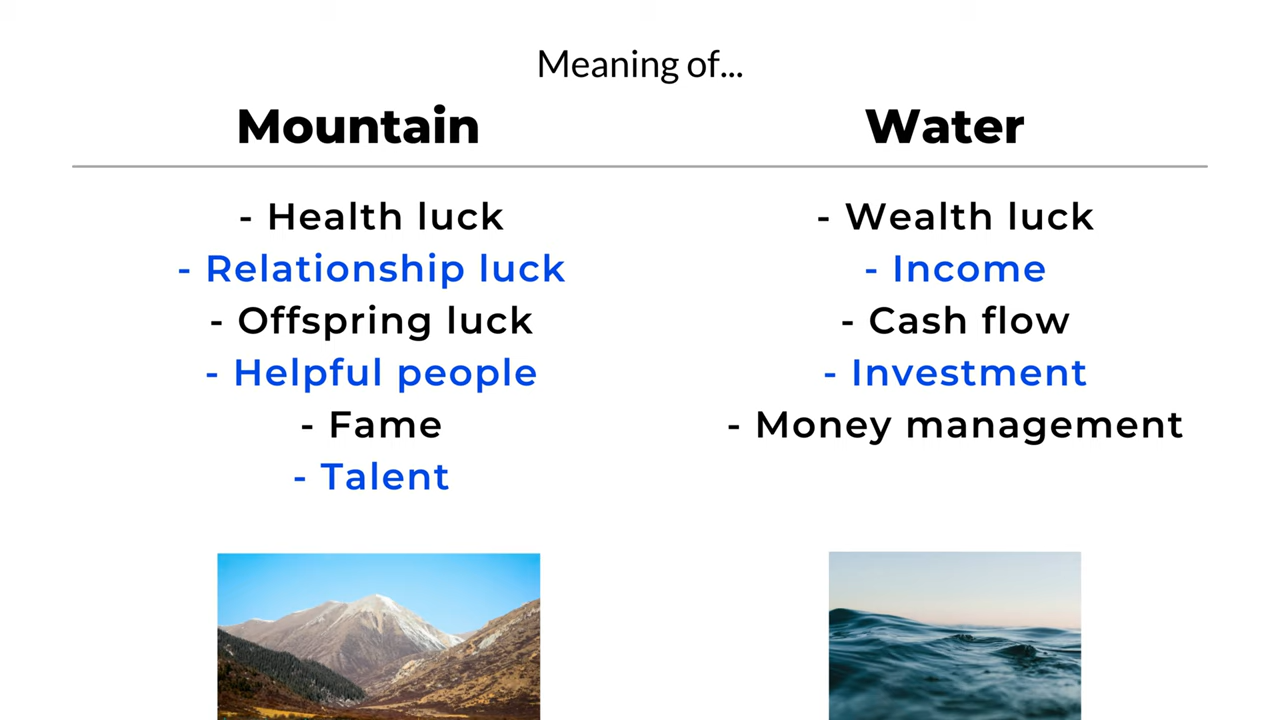 Meaning of...
Mountain
Water
- Health luck
- Relationship luck
- Offspring luck
- Helpful people
- Fame
- Talent
- Wealth luck
- Income
- Cash flow
- Investment
- Money management